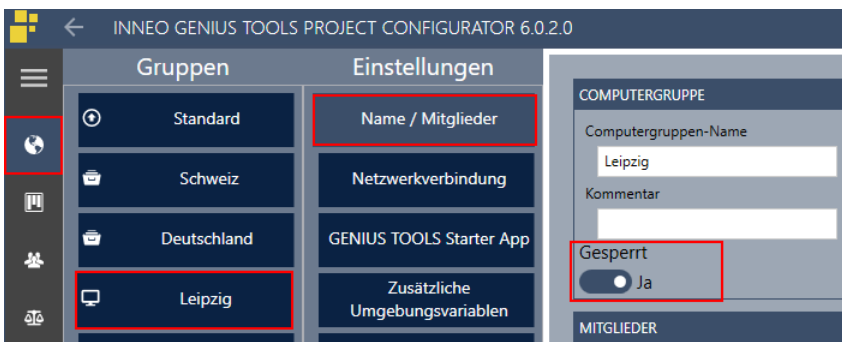 INNEO GENIUS TOOLS PROJECT CONFIGURATOR 6.0.2.0
Gruppen
Standard
Schweiz
Deutschland
Leipzig
Einstellungen
Name / Mitglieder
Netzwerkverbindung
GENIUS TOOLS Starter App
Zusätzliche
Umgebungsvariablen
COMPUTERGRUPPE
Computergruppen-Name
Leipzig
Kommentar
Gesperrt
Ja
MITGLIEDER